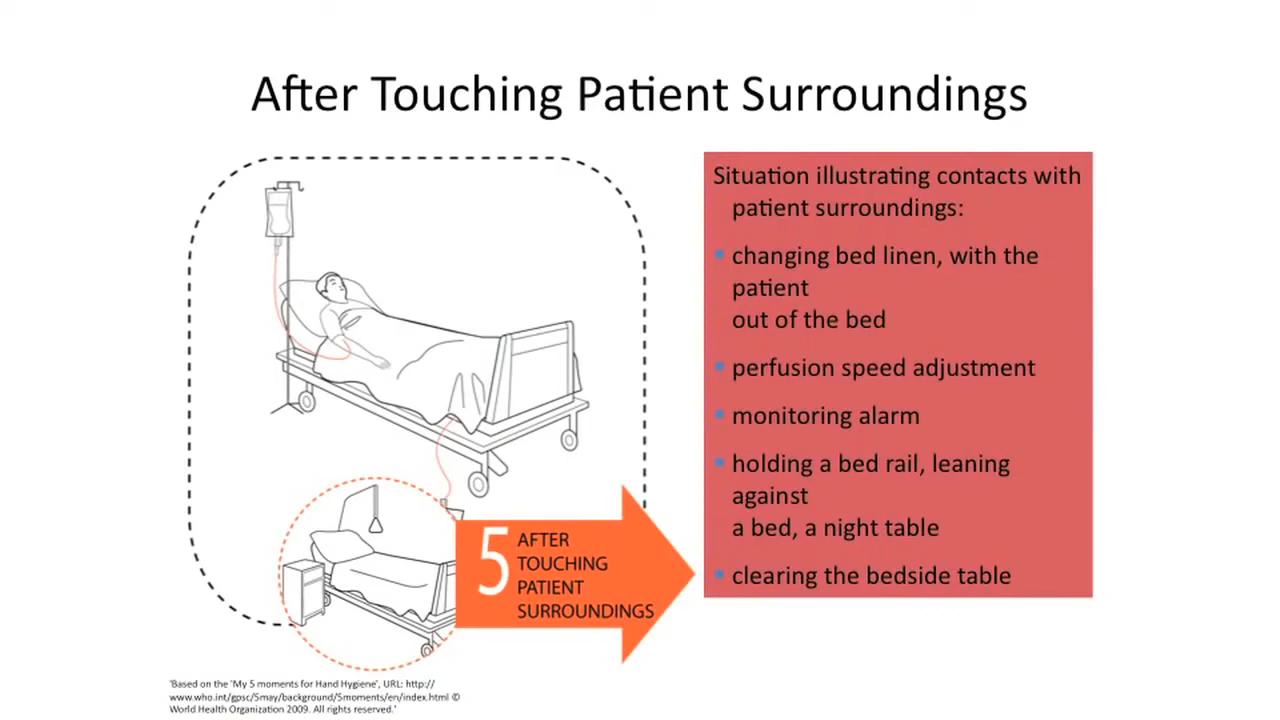 After Touching Patient Surroundings
Situation illustrating contacts with
patient surroundings:
▪ changing bed linen, with the
patient
out of the bed
▪ perfusion speed adjustment
▪ monitoring alarm
▪ holding a bed rail, leaning
against
a bed, a night table
▪ clearing the bedside table
5 AFTER
TOUCHING
PATIENT
SURROUNDINGS
'Based on the 'My 5 moments for Hand Hygiene', URL: http://
www.who.int/gpsc/5may/background/5moments/en/index.html ©
World Health Organization 2009. All rights reserved.'